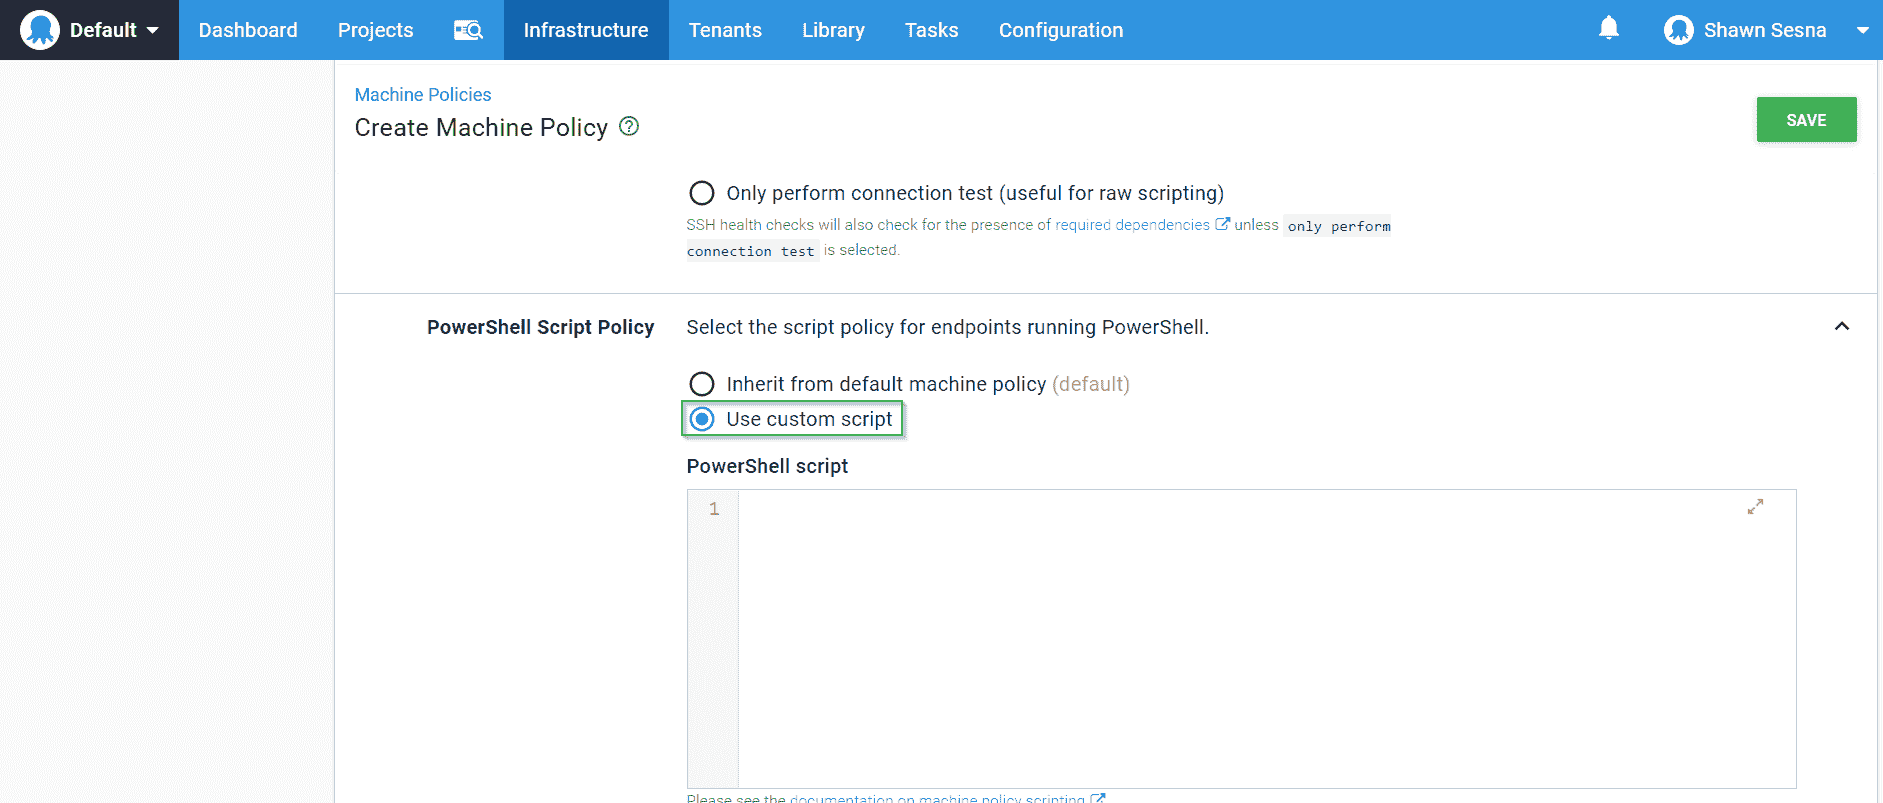 Default Dashboard Projects Infrastructure Tenants Library Tasks Configuration Shawn Sesna
Machine Policies
Create Machine Policy ?
SAVE
Only perform connection test (useful for raw scripting)
SSH health checks will also check for the presence of required dependencies unless only perform
connection test is selected.
PowerShell Script Policy Select the script policy for endpoints running PowerShell.
Inherit from default machine policy (default)
Use custom script
PowerShell script
1
Please see the documentation on machine policy scripting